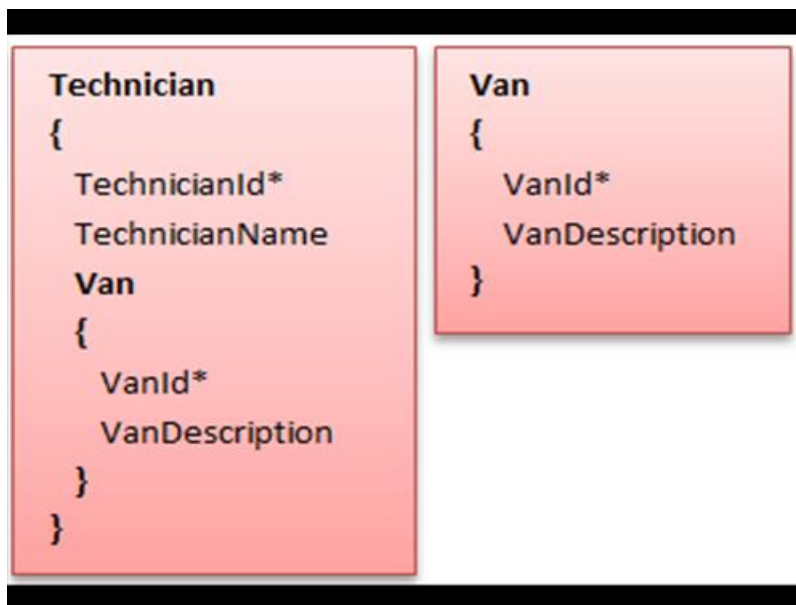 Technician
{
TechnicianId*
TechnicianName
Van
{
VanId*
VanDescription
}
}
Van
{
VanId*
VanDescription
}